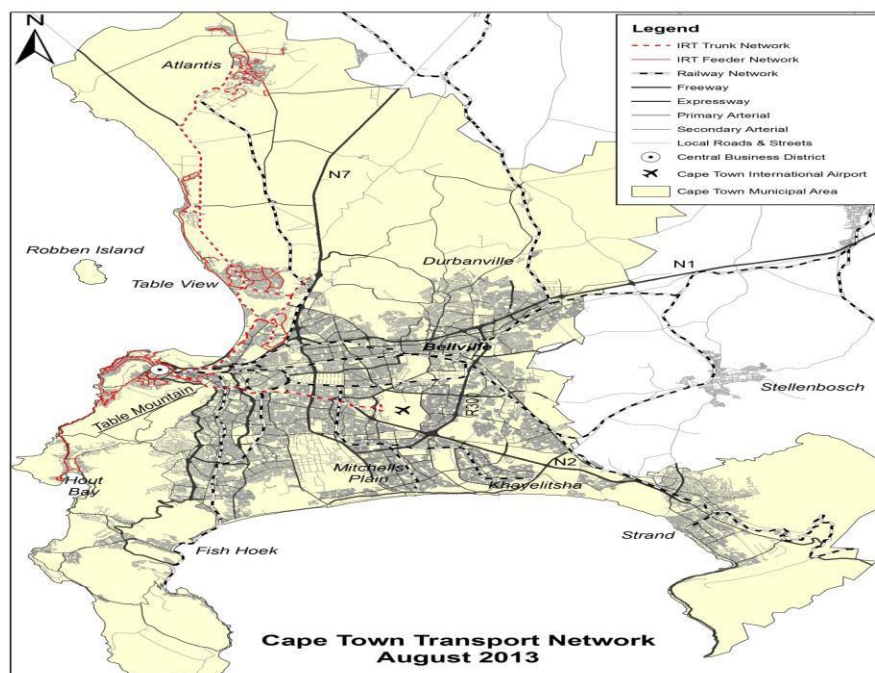 N
Legend
IRT Trunk Network
IRT Feeder Network
Railway Network
Freeway
Expressway
Primary Arterial
Secondary Arterial
Local Roads & Streets
Central Business District
Cape Town International Airport
Cape Town Municipal Area
Atlantis
N7
Robben Island
Durbanville
N1
Table View
Bellville
Stellenbosch
Table Mountain
R300
N2
Mitchells
Plain
Khayelitsha
Hout
Bay
Strand
Fish Hoek
Cape Town Transport Network
August 2013